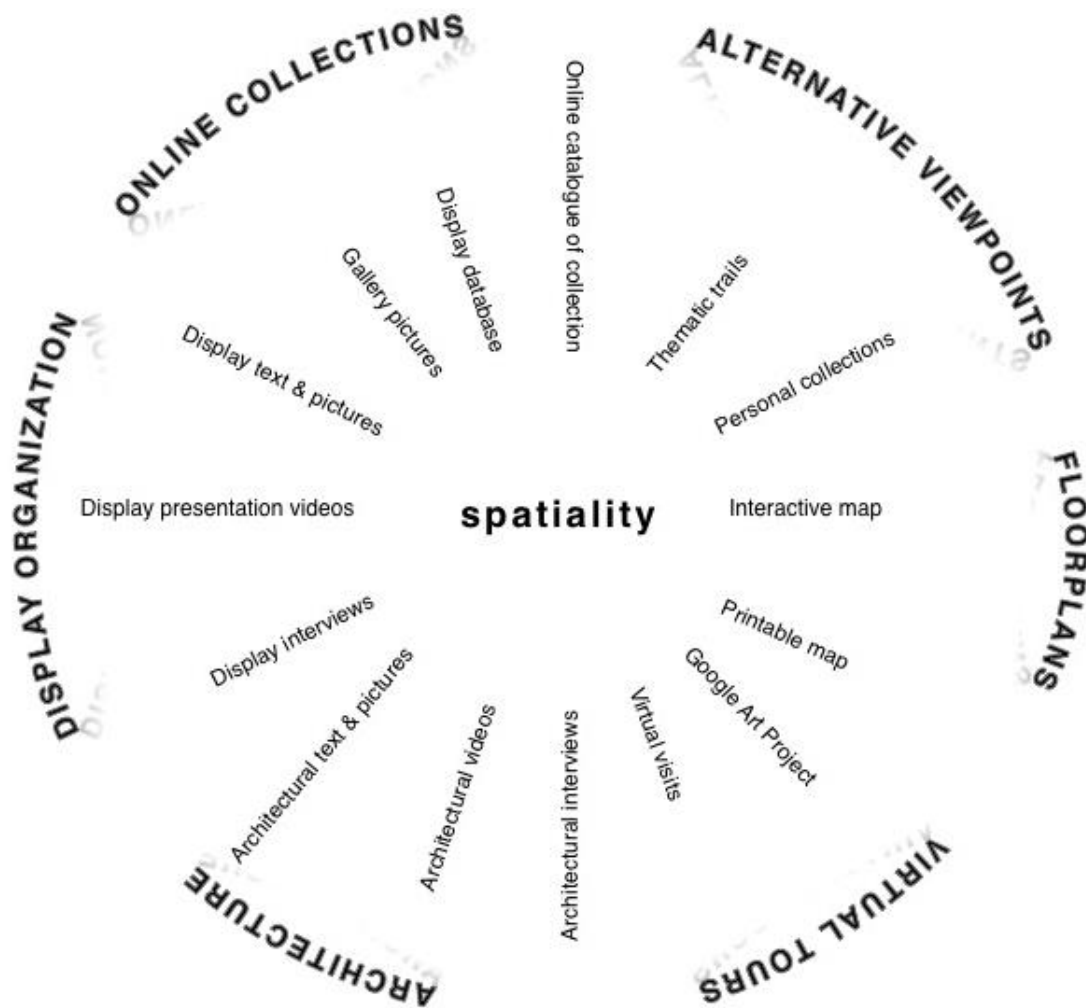 ONLINE COLLECTIONS
ALTERNATIVE VIEWPOINTS
FLOORPLANS
VIRTUAL TOURS
ARCHITECTURE
DISPLAY ORGANIZATION
Online catalogue of collection
Thematic trails
Personal collections
Interactive map
Printable map
Google Art Project
Virtual visits
Architectural interviews
Architectural videos
Architectural text & pictures
Display interviews
Display presentation videos
Display text & pictures
Gallery pictures
Display database
spatiality